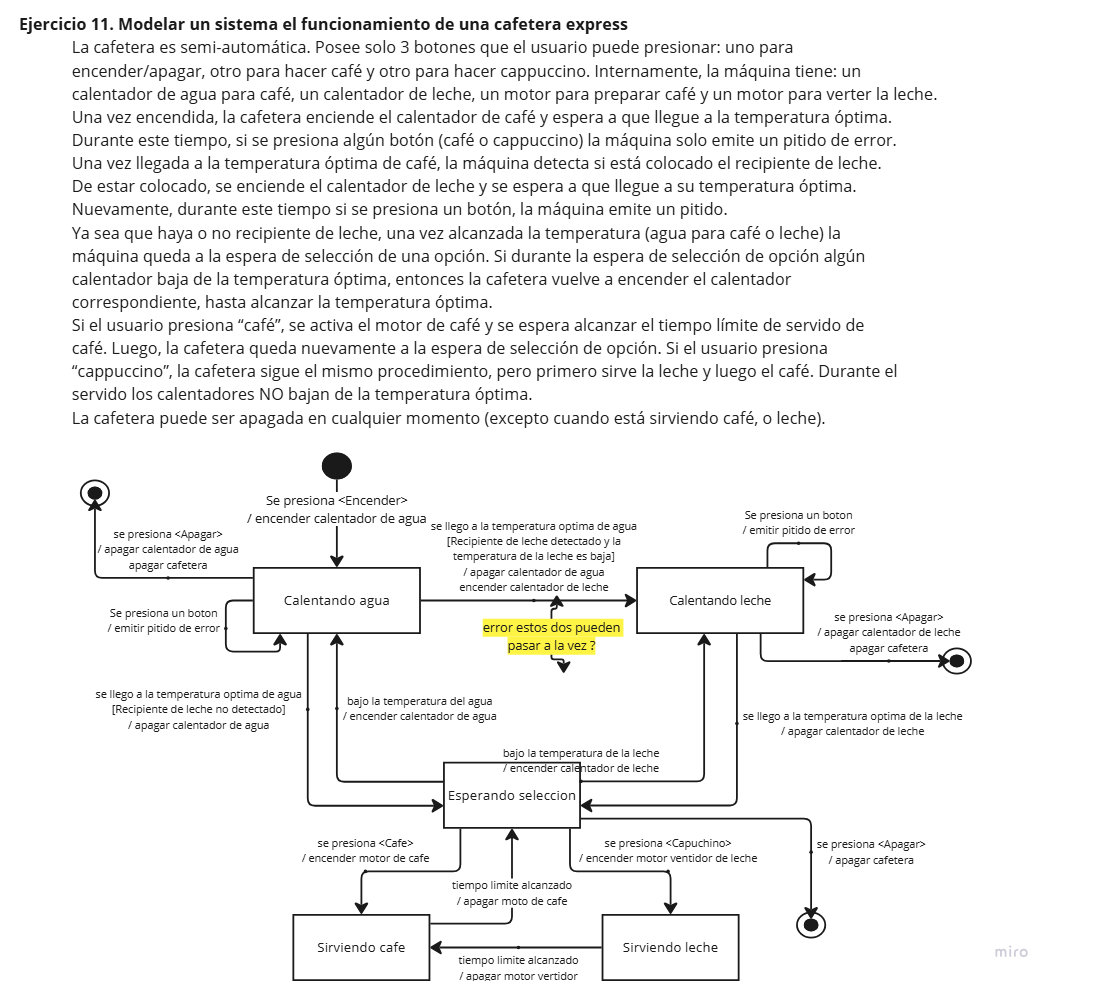 Ejercicio 11. Modelar un sistema el funcionamiento de una cafetera express
La cafetera es semi-automática. Posee solo 3 botones que el usuario puede presionar: uno para
encender/apagar, otro para hacer café y otro para hacer cappuccino. Internamente, la máquina tiene: un
calentador de agua para café, un calentador de leche, un motor para preparar café y un motor para verter la leche.
Una vez encendida, la cafetera enciende el calentador de café y espera a que llegue a la temperatura óptima.
Durante este tiempo, si se presiona algún botón (café o cappuccino) la máquina solo emite un pitido de error.
Una vez llegada a la temperatura óptima de café, la máquina detecta si está colocado el recipiente de leche.
De estar colocado, se enciende el calentador de leche y se espera a que llegue a su temperatura óptima.
Nuevamente, durante este tiempo si se presiona un botón, la máquina emite un pitido.
Ya sea que haya o no recipiente de leche, una vez alcanzada la temperatura (agua para café o leche) la
máquina queda a la espera de selección de una opción. Si durante la espera de selección de opción algún
calentador baja de la temperatura óptima, entonces la cafetera vuelve a encender el calentador
correspondiente, hasta alcanzar la temperatura óptima.
Si el usuario presiona “café”, se activa el motor de café y se espera alcanzar el tiempo límite de servido de
café. Luego, la cafetera queda nuevamente a la espera de selección de opción. Si el usuario presiona
“cappuccino”, la cafetera sigue el mismo procedimiento, pero primero sirve la leche y luego el café. Durante el
servido los calentadores NO bajan de la temperatura óptima.
La cafetera puede ser apagada en cualquier momento (excepto cuando está sirviendo café, o leche).
Se presiona <Encender>
/ encender calentador de agua
se presiona <Apagar>
/ apagar calentador de agua
apagar cafetera
se llego a la temperatura optima de agua
[Recipiente de leche detectado y la
temperatura de la leche es baja]
/ apagar calentador de agua
encender calentador de leche
Se presiona un boton
/ emitir pitido de error
Calentando agua
Calentando leche
Se presiona un boton
/ emitir pitido de error
error estos dos pueden
pasar a la vez ?
se presiona <Apagar>
/ apagar calentador de leche
apagar cafetera
se llego a la temperatura optima de agua
[Recipiente de leche no detectado]
/ apagar calentador de agua
bajo la temperatura del agua
/ encender calentador de agua
se llego a la temperatura optima de la leche
/ apagar calentador de leche
bajo la temperatura de la leche
/ encender calentador de leche
Esperando seleccion
se presiona <Cafe>
/ encender motor de cafe
se presiona <Capuchino>
/ encender motor ventidor de leche
se presiona <Apagar>
/ apagar cafetera
tiempo limite alcanzado
/ apagar moto de cafe
Sirviendo cafe
Sirviendo leche
tiempo limite alcanzado
/ apagar motor vertidor
miro